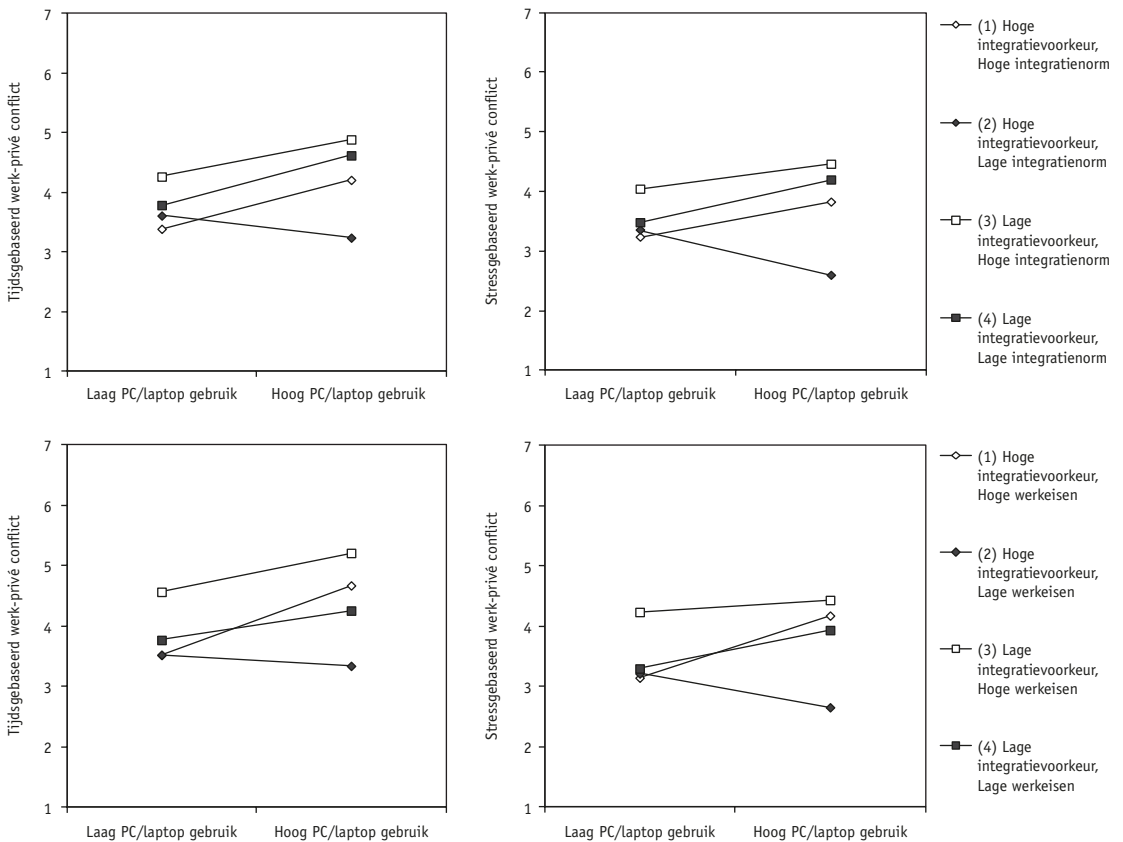 7
6
5
4
3
2
1
Tijdsgebaseerd werk-privé conflict
Laag PC/laptop gebruik
Hoog PC/laptop gebruik
7
6
5
4
3
2
1
Stressgebaseerd werk-privé conflict
Laag PC/laptop gebruik
Hoog PC/laptop gebruik
(1) Hoge
integratievoorkeur,
Hoge integratienorm
(2) Hoge
integratievoorkeur,
Lage integratienorm
(3) Lage
integratievoorkeur,
Hoge integratienorm
(4) Lage
integratievoorkeur,
Lage integratienorm
7
6
5
4
3
2
1
Tijdsgebaseerd werk-privé conflict
Laag PC/laptop gebruik
Hoog PC/laptop gebruik
7
6
5
4
3
2
1
Stressgebaseerd werk-privé conflict
Laag PC/laptop gebruik
Hoog PC/laptop gebruik
(1) Hoge
integratievoorkeur,
Hoge werkeisen
(2) Hoge
integratievoorkeur,
Lage werkeisen
(3) Lage
integratievoorkeur,
Hoge werkeisen
(4) Lage
integratievoorkeur,
Lage werkeisen